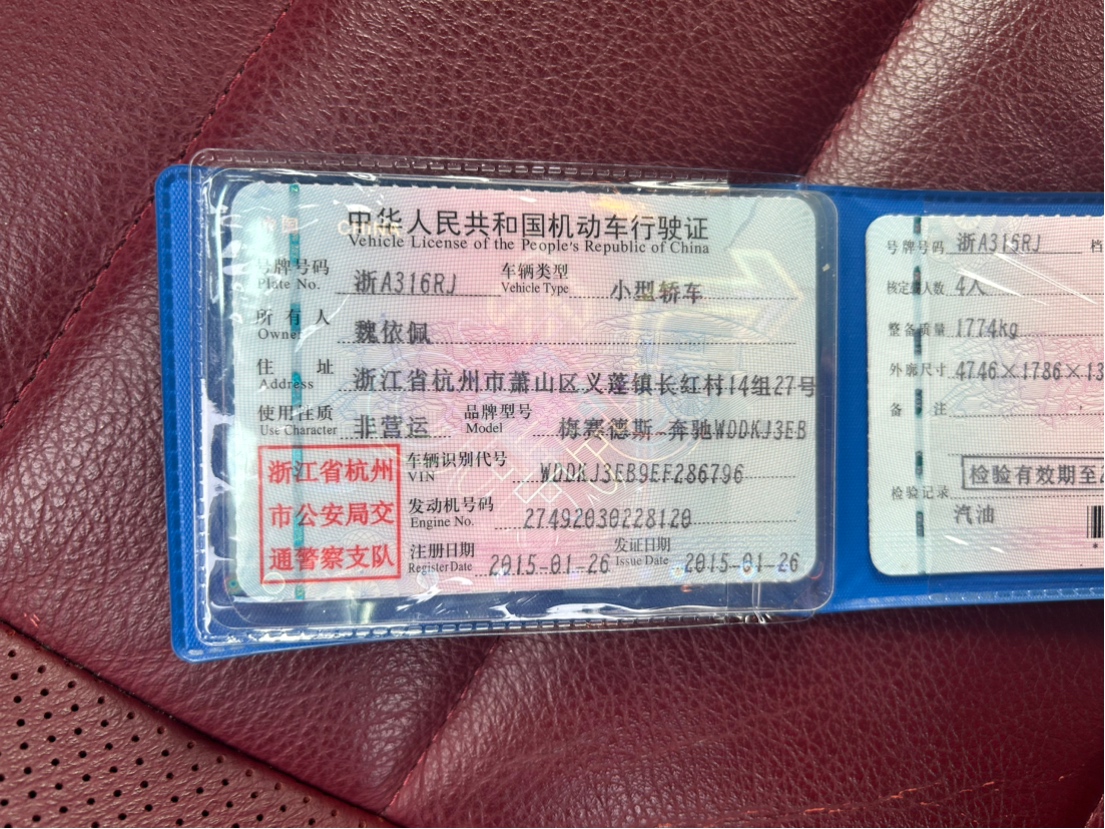 中华人民共和国机动车行驶证
Vehicle License of the People's Republic of China
号牌号码 浙A316RJ 车辆类型 小型轿车
Plate No. Vehicle Type
所有人 魏依佩
Owner
住址 浙江省杭州市萧山区义蓬镇长红村14组27号
Address
使用性质 非营运 品牌型号 梅赛德斯-奔驰WDDKJ3EB
Use Character Model
浙江省杭州
市公安局交
通警察支队
车辆识别代号 WDDKJ3EB9EF286796
VIN
发动机号码 27492030228120
Engine No.
注册日期 2015-01-26 发证日期 2015-01-26
Register Date Issue Date
号牌号码 浙A315RJ 档
核定载人数 4人
整备质量 1774kg
外廓尺寸 4746×1786×13
备注
检验有效期至2
检验记录
汽油